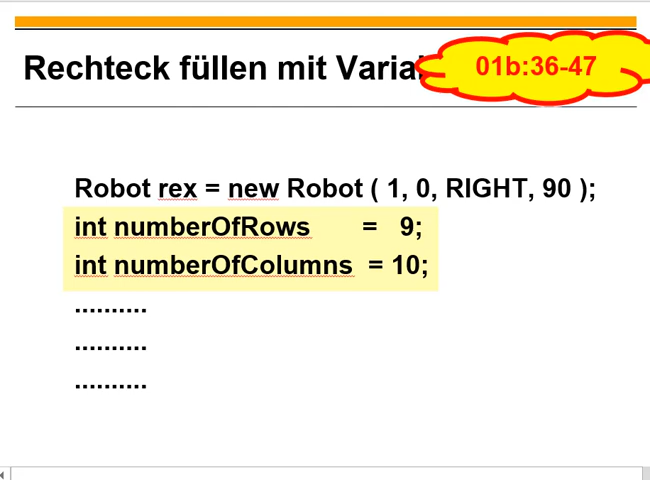 Rechteck füllen mit
01b:36-47
Robot rex = new Robot ( 1, 0, RIGHT, 90 );
int numberOfRows = 9;
int numberOfColumns = 10;
..........
..........
..........